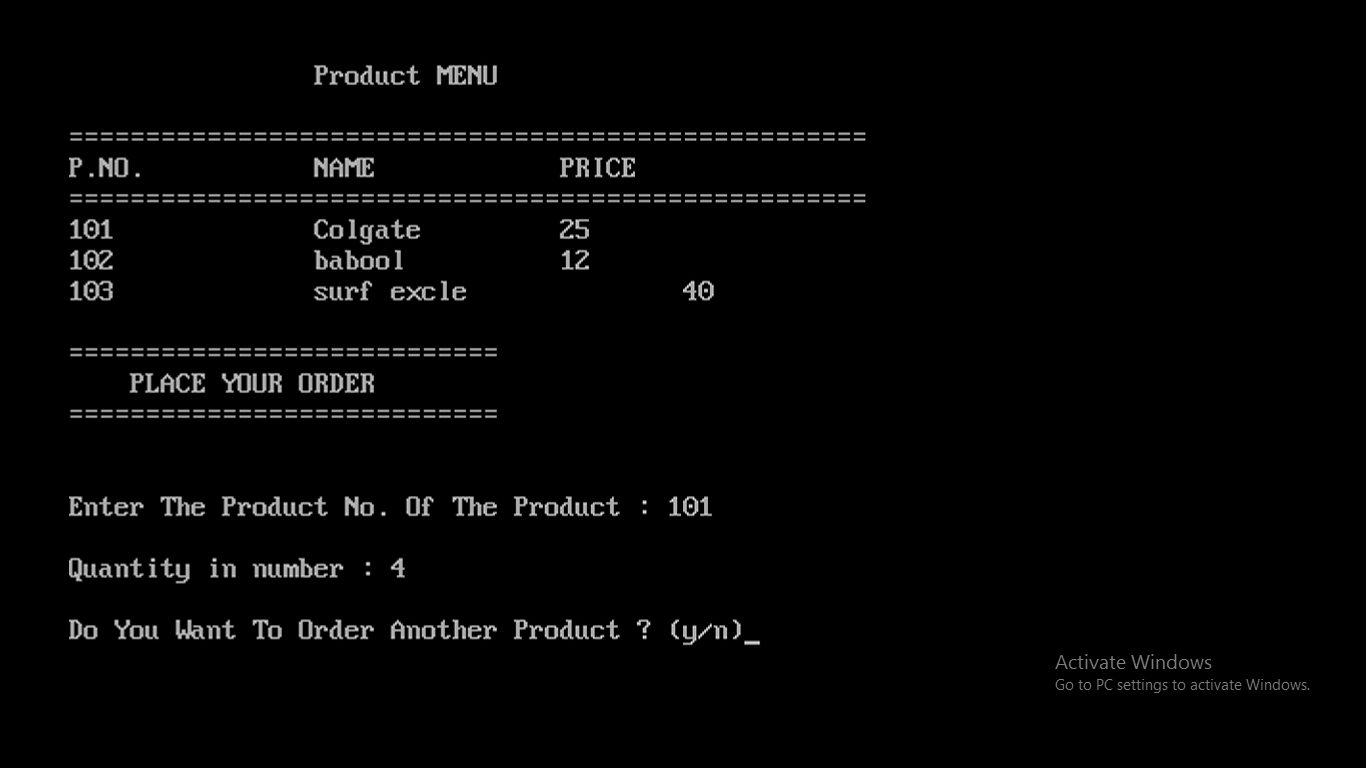 Product MENU
====================================================
P.NO. NAME PRICE
====================================================
101 Colgate 25
102 babool 12
103 surf excle 40
============================
PLACE YOUR ORDER
============================
Enter The Product No. Of The Product : 101
Quantity in number : 4
Do You Want To Order Another Product ? (y/n)_
Activate Windows
Go to PC settings to activate Windows.